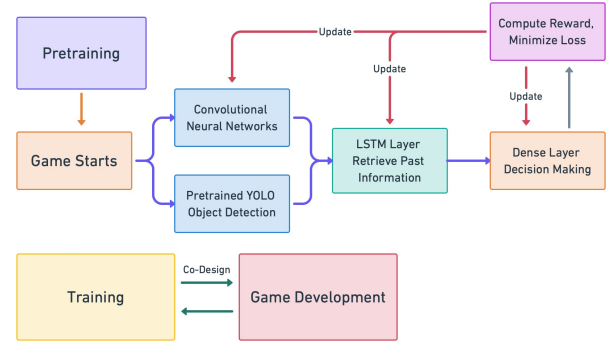 Pretraining
Game Starts
Convolutional
Neural Networks
Pretrained YOLO
Object Detection
Update
Update
LSTM Layer
Retrieve Past
Information
Compute Reward,
Minimize Loss
Update
Dense Layer
Decision Making
Training
Co-Design
Game Development